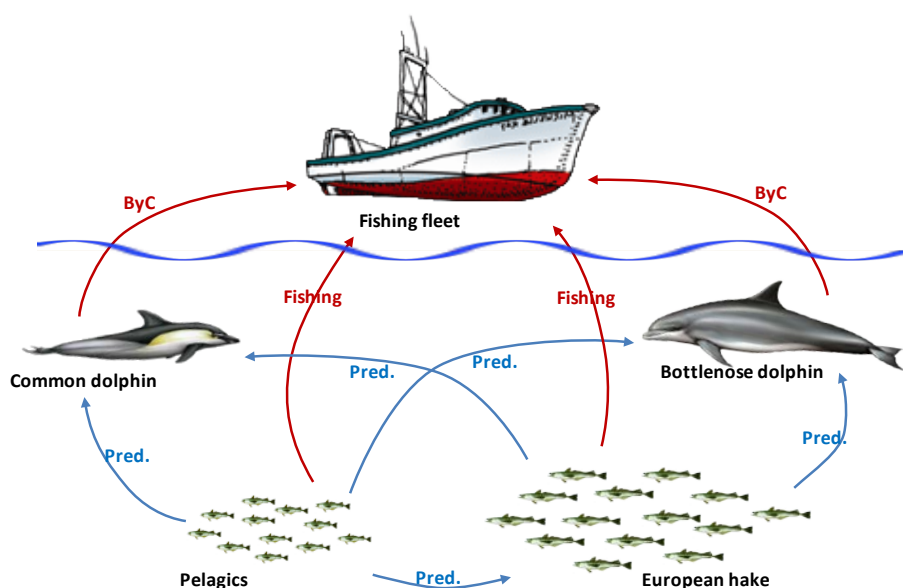 ByC
ByC
Fishing fleet
Fishing
Fishing
Common dolphin
Pred.
Pred.
Bottlenose dolphin
Pred.
Pred.
Pelagics
Pred.
European hake